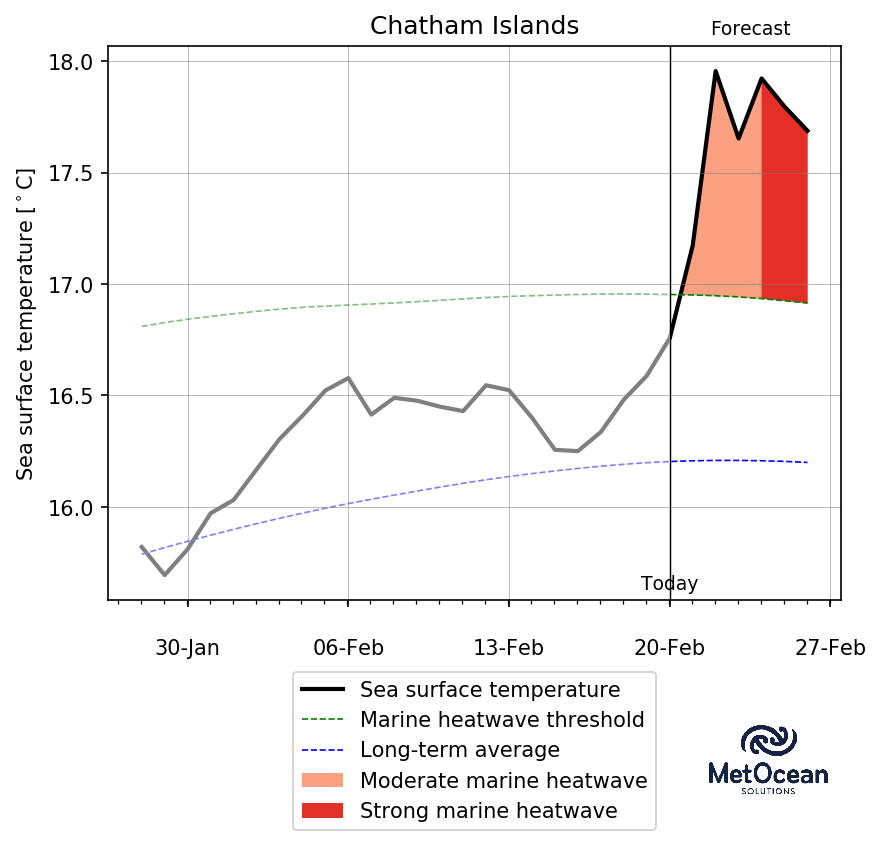 Chatham Islands
Forecast
18.0
17.5
17.0
16.5
16.0
Sea surface temperature [°C]
Today
30-Jan 06-Feb 13-Feb 20-Feb 27-Feb
Sea surface temperature
Marine heatwave threshold
Long-term average
Moderate marine heatwave
Strong marine heatwave
MetOcean
SOLUTIONS